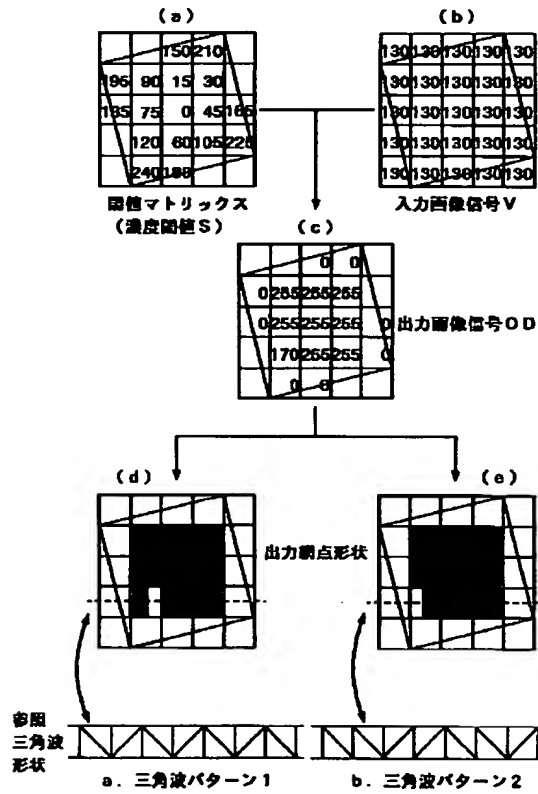 (a)
150 210
195 90 15 30
135 75 0 45 165
120 60 105 225
240 180
閾値マトリックス
(濃度閾値S)
(b)
130 130 130 130 130
130 130 130 130 130
130 130 130 130 130
130 130 130 130 130
130 130 130 130 130
入力画像信号V
(c)
0 0
0 255 255 255
0 255 255 255 0
170 255 255 0
0 0
出力画像信号OD
(d)
(e)
出力網点形状
参照
三角波
形状
a. 三角波パターン1
b. 三角波パターン2